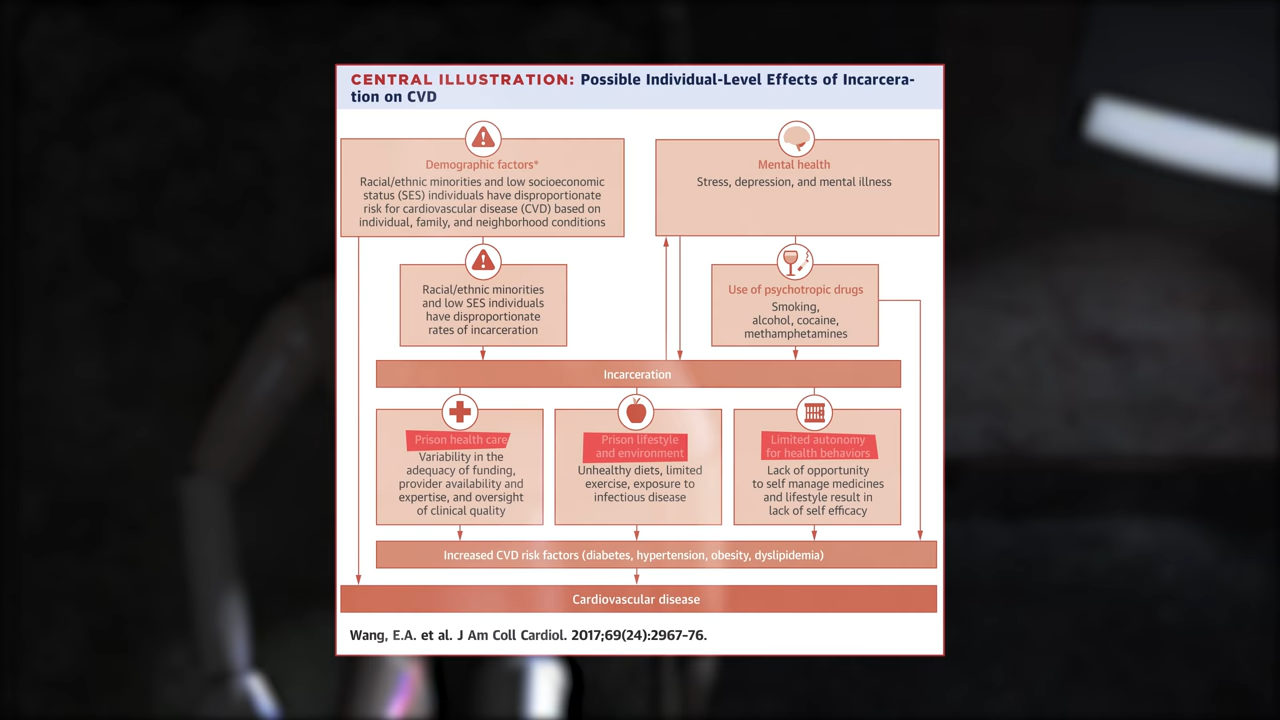 CENTRAL ILLUSTRATION: Possible Individual-Level Effects of Incarcera-
tion on CVD
Demographic factors*
Racial/ethnic minorities and low socioeconomic
status (SES) individuals have disproportionate
risk for cardiovascular disease (CVD) based on
individual, family, and neighborhood conditions
Mental health
Stress, depression, and mental illness
Racial/ethnic minorities
and low SES individuals
have disproportionate
rates of incarceration
Use of psychotropic drugs
Smoking,
alcohol, cocaine,
methamphetamines
Incarceration
Prison health care
Variability in the
adequacy of funding,
provider availability and
expertise, and oversight
of clinical quality
Prison lifestyle
and environment
Unhealthy diets, limited
exercise, exposure to
infectious disease
Limited autonomy
for health behaviors
Lack of opportunity
to self manage medicines
and lifestyle result in
lack of self efficacy
Increased CVD risk factors (diabetes, hypertension, obesity, dyslipidemia)
Cardiovascular disease
Wang, E.A. et al. J Am Coll Cardiol. 2017;69(24):2967–76.